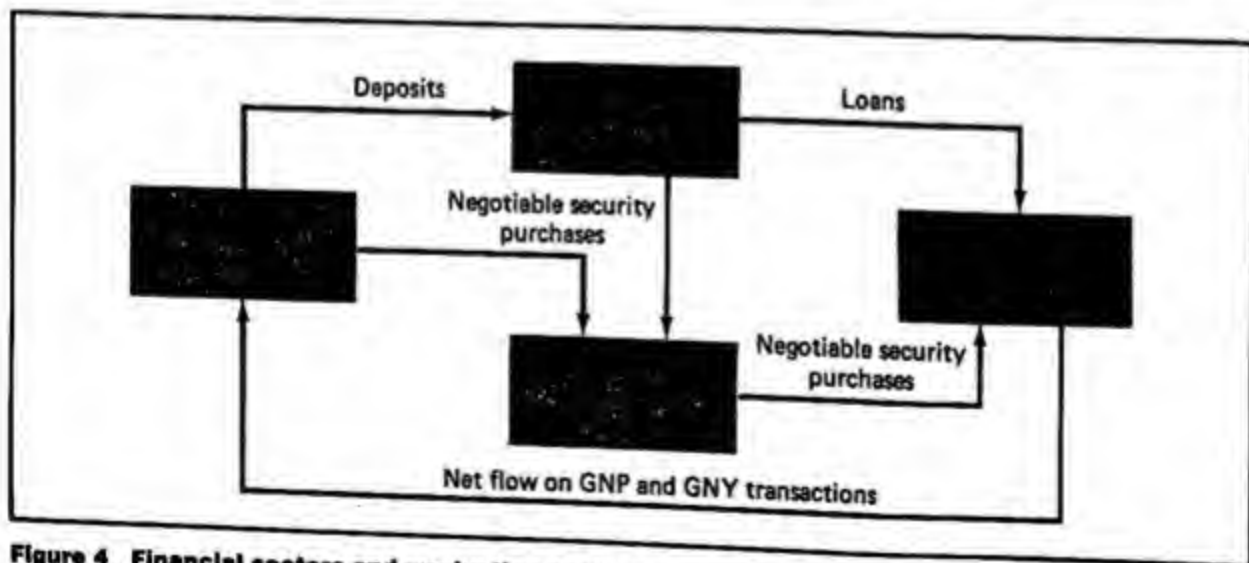 Deposits
Loans
Negotiable security
purchases
Negotiable security
purchases
Net flow on GNP and GNY transactions
Figure 4 Financial sectors and